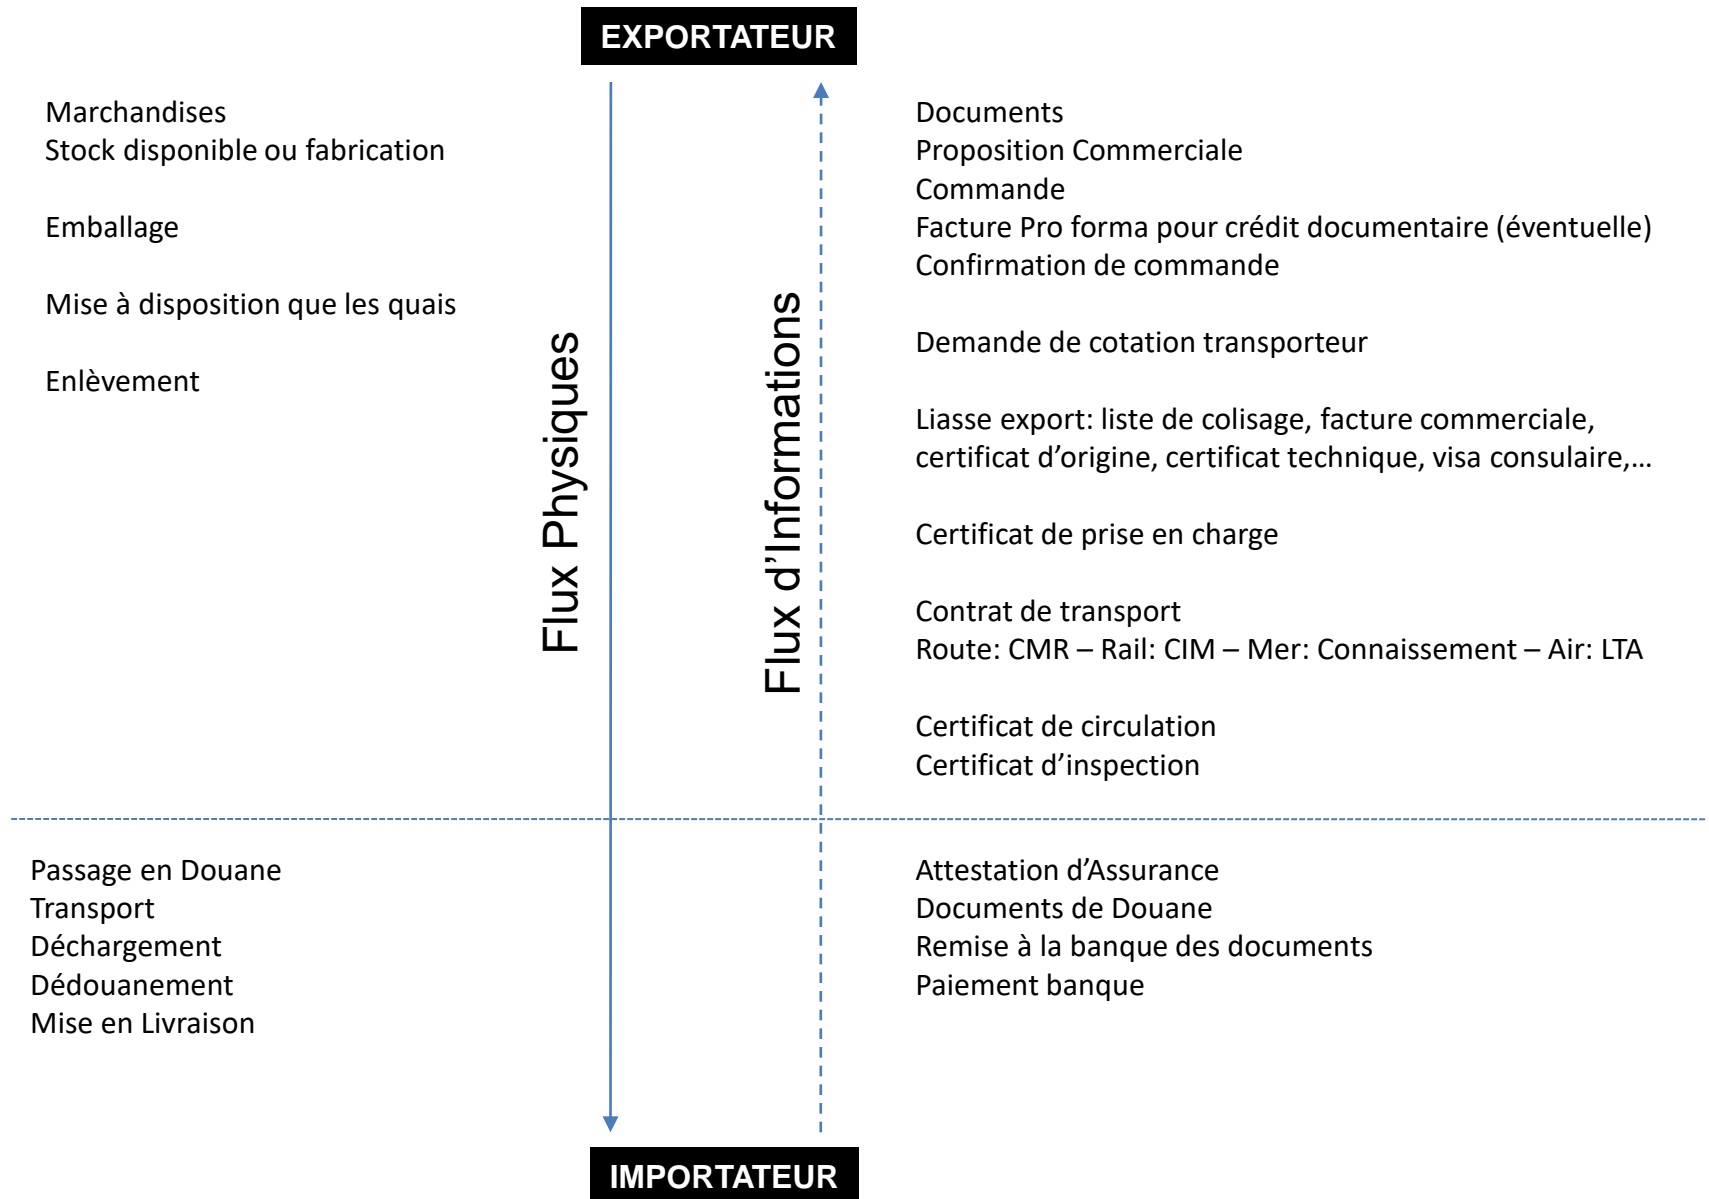 EXPORTATEUR
Marchandises
Stock disponible ou fabrication
Emballage
Mise à disposition que les quais
Enlèvement
Flux Physiques
Flux d’Informations
Documents
Proposition Commerciale
Commande
Facture Pro forma pour crédit documentaire (éventuelle)
Confirmation de commande
Demande de cotation transporteur
Liasse export: liste de colisage, facture commerciale,
certificat d’origine, certificat technique, visa consulaire,…
Certificat de prise en charge
Contrat de transport
Route: CMR – Rail: CIM – Mer: Connaissement – Air: LTA
Certificat de circulation
Certificat d’inspection
Passage en Douane
Transport
Déchargement
Dédouanement
Mise en Livraison
Attestation d’Assurance
Documents de Douane
Remise à la banque des documents
Paiement banque
IMPORTATEUR